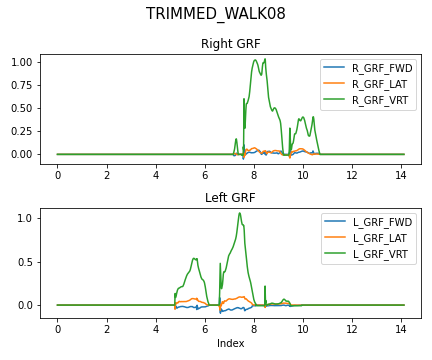 TRIMMED_WALK08
Right GRF
1.00
0.75
0.50
0.25
0.00
R_GRF_FWD
R_GRF_LAT
R_GRF_VRT
0 2 4 6 8 10 12 14
Left GRF
1.0
0.5
0.0
L_GRF_FWD
L_GRF_LAT
L_GRF_VRT
0 2 4 6 8 10 12 14
Index